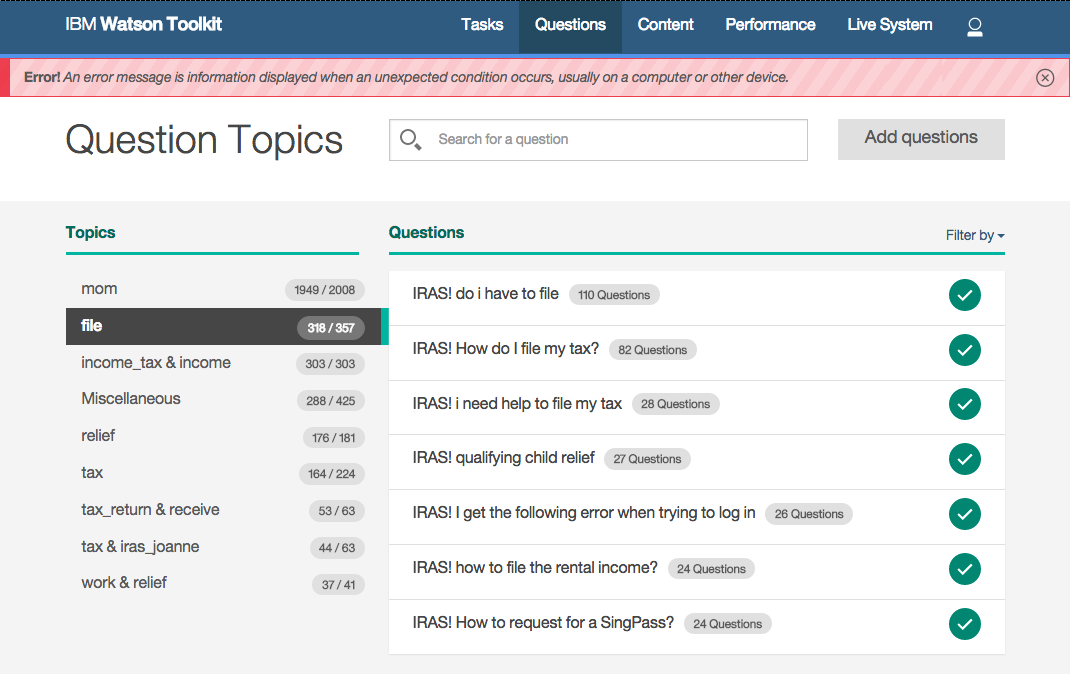 IBM Watson Toolkit
Tasks
Questions
Content
Performance
Live System
Error! An error message is information displayed when an unexpected condition occurs, usually on a computer or other device.
Question Topics
Search for a question
Add questions
Topics
mom 1949 / 2008
file 318 / 357
income_tax & income 303 / 303
Miscellaneous 288 / 425
relief 176 / 181
tax 164 / 224
tax_return & receive 53 / 63
tax & iras_joanne 44 / 63
work & relief 37 / 41
Questions
Filter by
IRAS! do i have to file 110 Questions
IRAS! How do I file my tax? 82 Questions
IRAS! i need help to file my tax 28 Questions
IRAS! qualifying child relief 27 Questions
IRAS! I get the following error when trying to log in 26 Questions
IRAS! how to file the rental income? 24 Questions
IRAS! How to request for a SingPass? 24 Questions